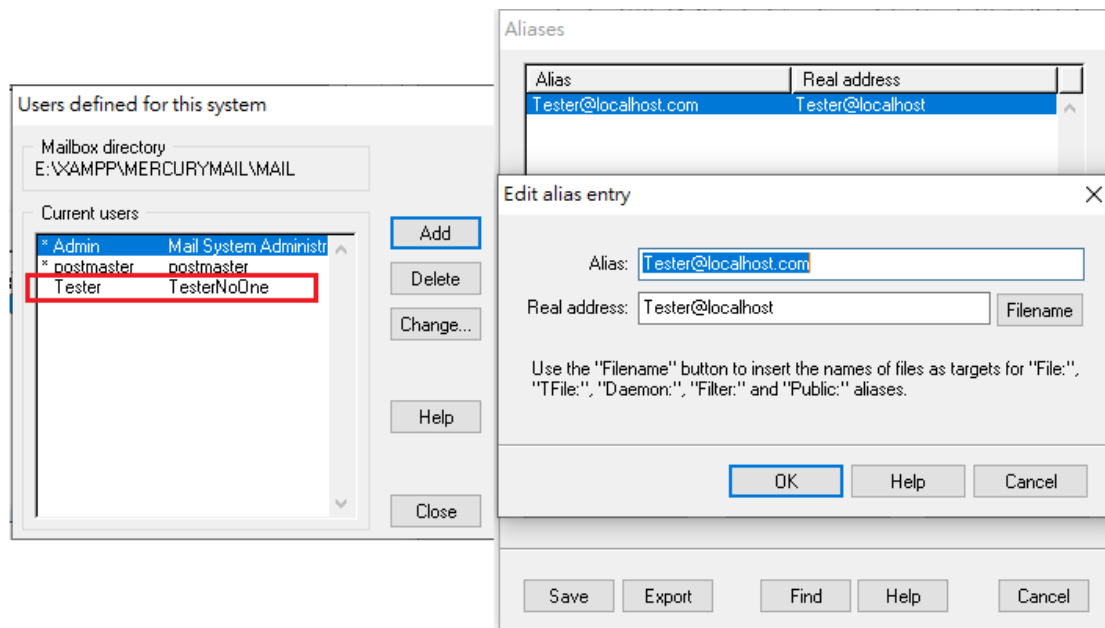 Users defined for this system
Mailbox directory
E:\XAMPP\MERCURYMAIL\MAIL
Current users
* Admin Mail System Administr
* postmaster postmaster
Tester TesterNoOne
Add
Delete
Change...
Help
Close
Aliases
Alias Real address
Tester@localhost.com Tester@localhost
Edit alias entry
Alias: Tester@localhost.com
Real address: Tester@localhost Filename
Use the "Filename" button to insert the names of files as targets for "File:",
"TFile:", "Daemon:", "Filter:" and "Public:" aliases.
OK Help Cancel
Save Export Find Help Cancel